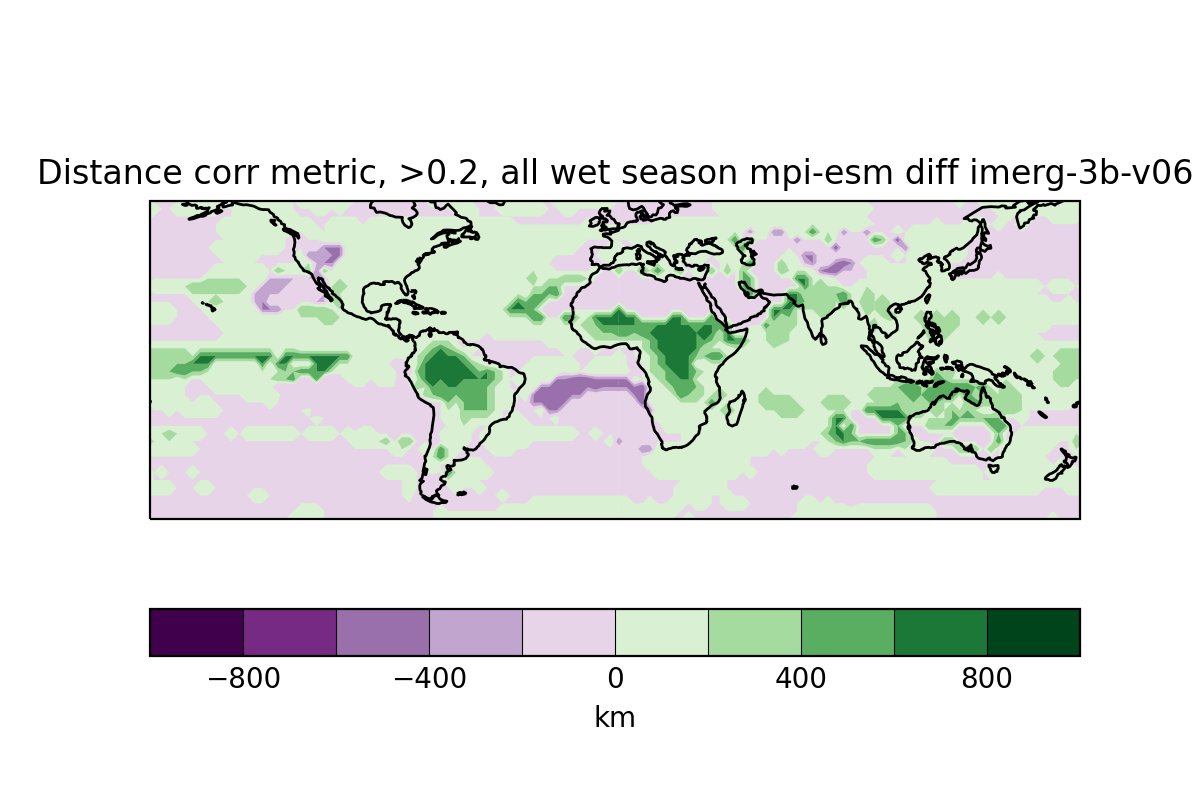 Distance corr metric, >0.2, all wet season mpi-esm diff imerg-3b-v06
−800 −400 0 400 800
km